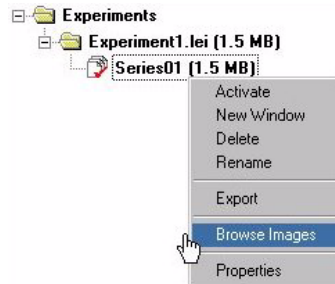 Experiments
Experiment1.lei (1.5 MB)
Series01 (1.5 MB)
Activate
New Window
Delete
Rename
Export
Browse Images
Properties